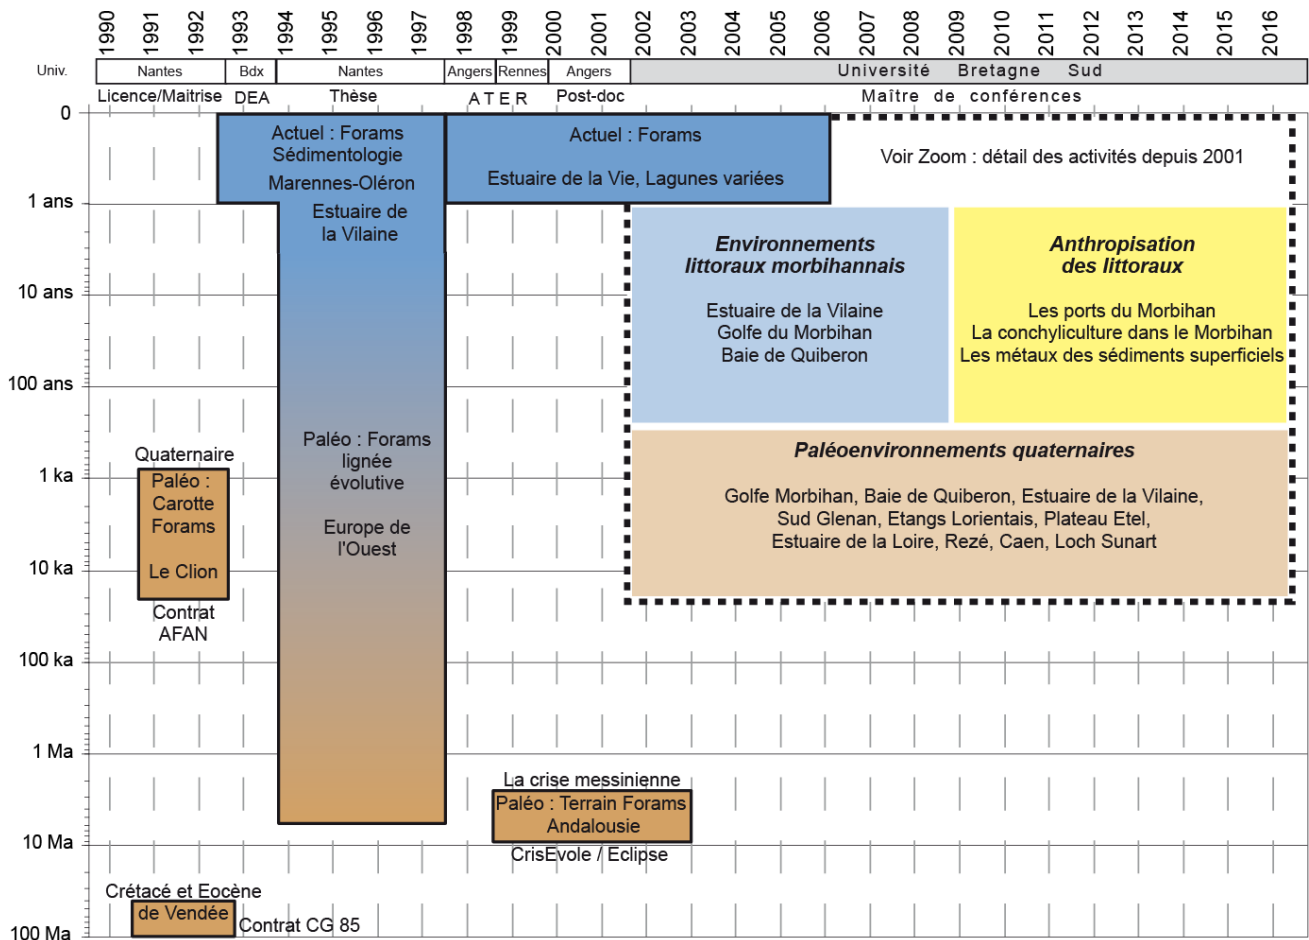 1990 1991 1992 1993 1994 1995 1996 1997 1998 1999 2000 2001 2002 2003 2004 2005 2006 2007 2008 2009 2010 2011 2012 2013 2014 2015 2016
Univ. Nantes Bdx Nantes Angers Rennes Angers Université Bretagne Sud
Licence/Maitrise DEA Thèse ATER Post-doc Maître de conférences
0
Actuel : Forams
Sédimentologie
Marennes-Oléron
Estuaire de
la Vilaine
Actuel : Forams
Estuaire de la Vie, Lagunes variées
Voir Zoom : détail des activités depuis 2001
1 ans
Environnements
littoraux morbihannais
Estuaire de la Vilaine
Golfe du Morbihan
Baie de Quiberon
Anthropisation
des littoraux
Les ports du Morbihan
La conchyliculture dans le Morbihan
Les métaux des sédiments superficiels
10 ans
100 ans
Paléo : Forams
lignée
évolutive
Europe de
l'Ouest
Quaternaire
Paléo :
Carotte
Forams
Le Clion
Contrat
AFAN
1 ka
Paléoenvironnements quaternaires
Golfe Morbihan, Baie de Quiberon, Estuaire de la Vilaine,
Sud Glenan, Etangs Lorientais, Plateau Etel,
Estuaire de la Loire, Rezé, Caen, Loch Sunart
10 ka
100 ka
1 Ma
La crise messinienne
Paléo : Terrain Forams
Andalousie
CrisEvole / Eclipse
10 Ma
Crétacé et Eocène
de Vendée
Contrat CG 85
100 Ma